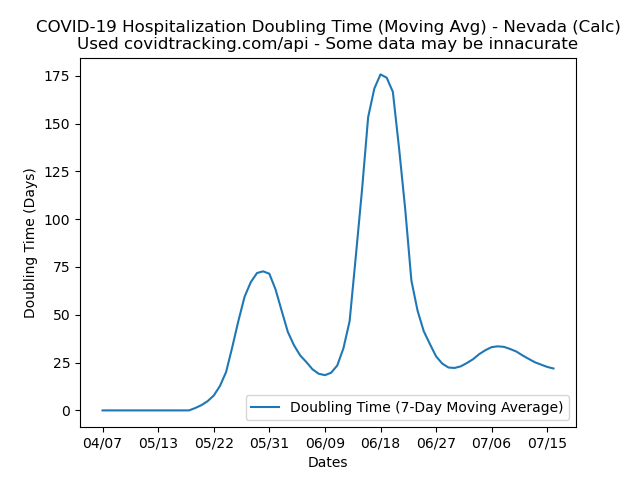 COVID-19 Hospitalization Doubling Time (Moving Avg) - Nevada (Calc)
Used covidtracking.com/api - Some data may be innacurate
175
150
125
100
75
50
25
0
Doubling Time (Days)
Doubling Time (7-Day Moving Average)
04/07 05/13 05/22 05/31 06/09 06/18 06/27 07/06 07/15
Dates